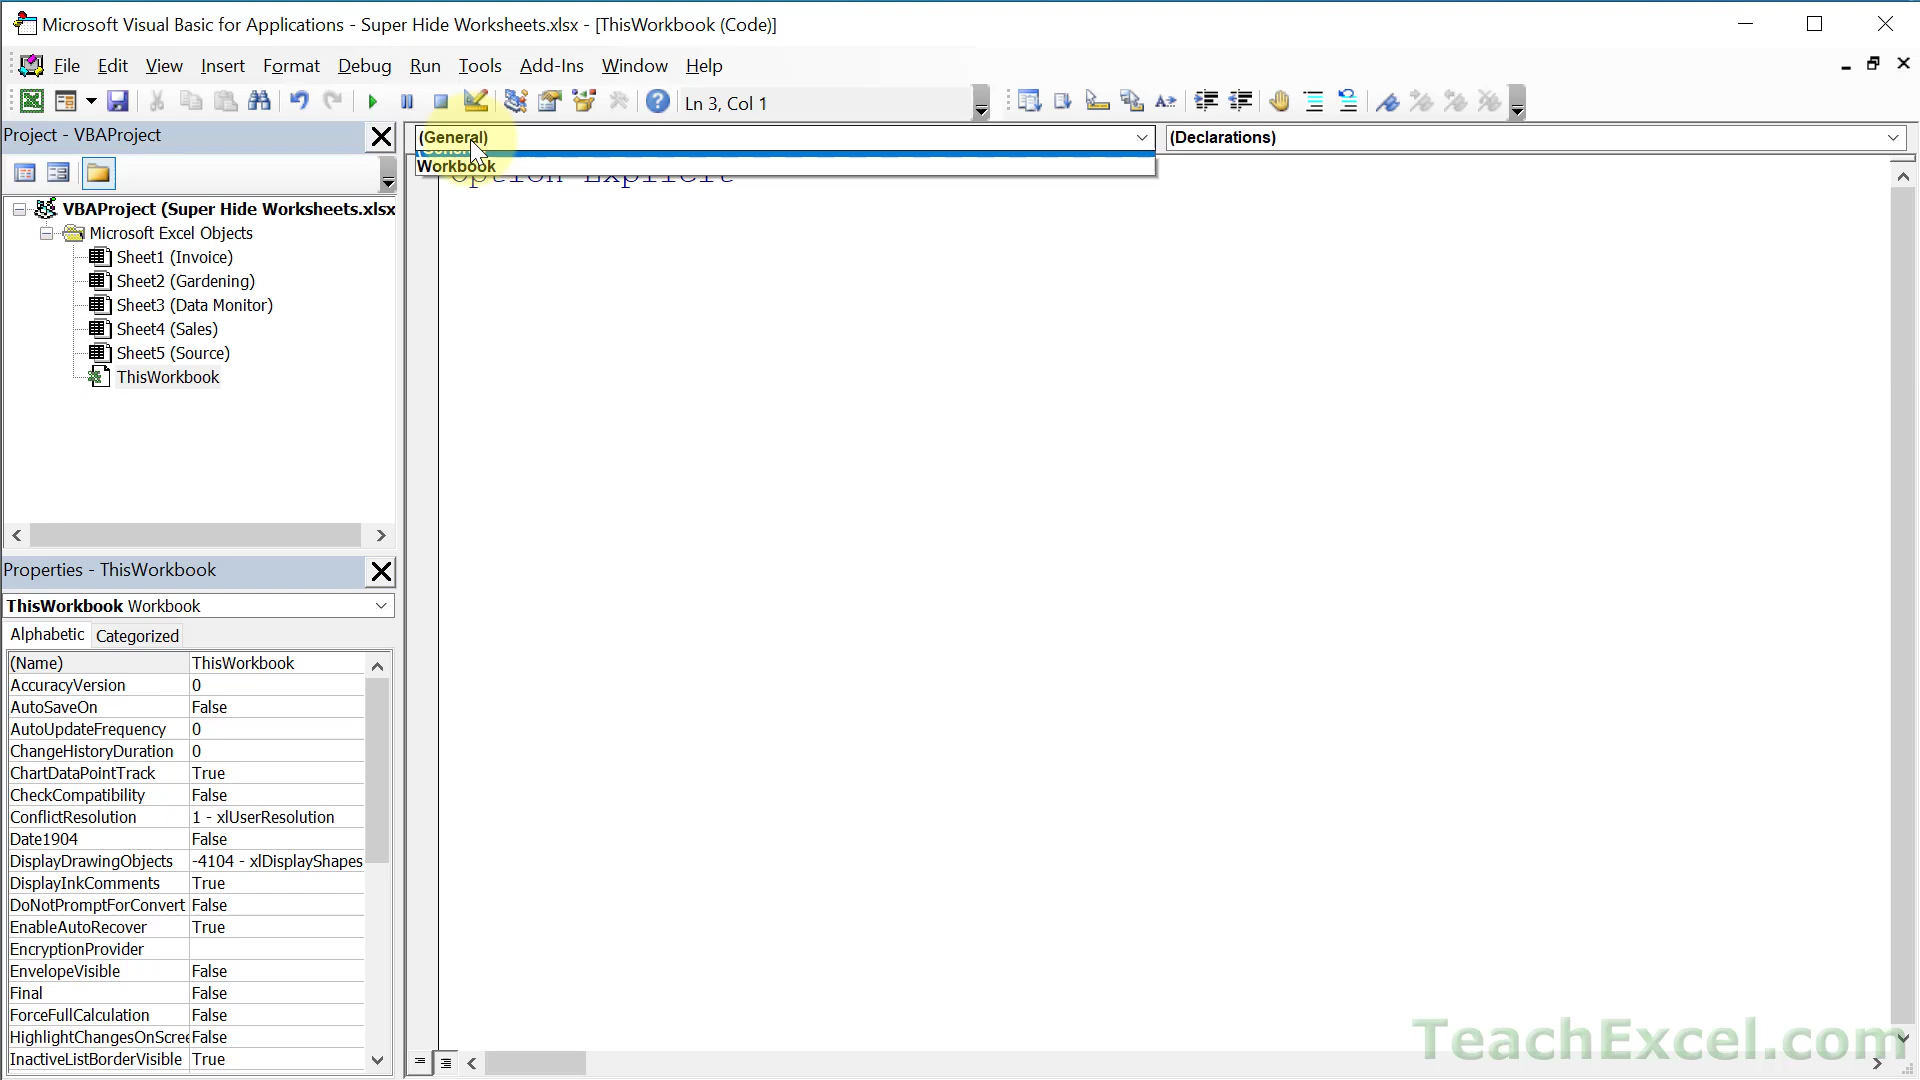 Microsoft Visual Basic for Applications - Super Hide Worksheets.xlsx - [ThisWorkbook (Code)]
File Edit View Insert Format Debug Run Tools Add-Ins Window Help
Ln 3, Col 1
Project - VBAProject
(General)
(Declarations)
Workbook
Option Explicit
VBAProject (Super Hide Worksheets.xlsx
Microsoft Excel Objects
Sheet1 (Invoice)
Sheet2 (Gardening)
Sheet3 (Data Monitor)
Sheet4 (Sales)
Sheet5 (Source)
ThisWorkbook
Properties - ThisWorkbook
ThisWorkbook Workbook
Alphabetic Categorized
(Name) ThisWorkbook
AccuracyVersion 0
AutoSaveOn False
AutoUpdateFrequency 0
ChangeHistoryDuration 0
ChartDataPointTrack True
CheckCompatibility False
ConflictResolution 1 - xlUserResolution
Date1904 False
DisplayDrawingObjects -4104 - xlDisplayShapes
DisplayInkComments True
DoNotPromptForConvert False
EnableAutoRecover True
EncryptionProvider
EnvelopeVisible False
Final False
ForceFullCalculation False
HighlightChangesOnScree False
InactiveListBorderVisible True
TeachExcel.com